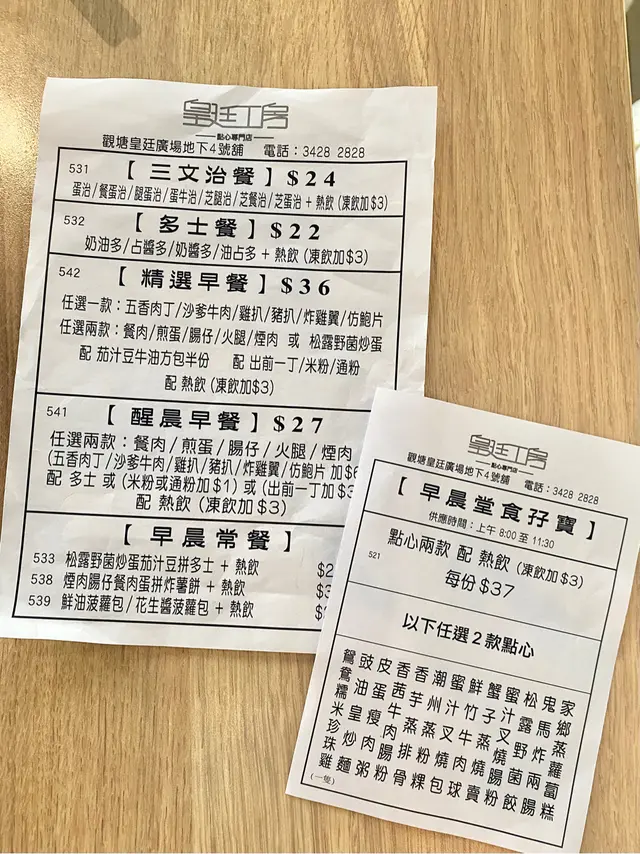 皇廷工房
點心專門店
觀塘皇廷廣場地下4號舖 電話：3428 2828
531 【三文治餐】$24
蛋治/餐蛋治/腿蛋治/蛋牛治/芝腿治/芝餐治/芝蛋治 + 熱飲 (凍飲加$3)
532 【多士餐】$22
奶油多/占醬多/奶醬多/油占多 + 熱飲 (凍飲加$3)
542 【精選早餐】$36
任選一款：五香肉丁/沙爹牛肉/雞扒/豬扒/炸雞翼/仿鮑片
任選兩款：餐肉/煎蛋/腸仔/火腿/煙肉 或 松露野菌炒蛋
配 茄汁豆牛油方包半份 配 出前一丁/米粉/通粉
配 熱飲 (凍飲加$3)
541 【醒晨早餐】$27
任選兩款：餐肉/煎蛋/腸仔/火腿/煙肉
(五香肉丁/沙爹牛肉/雞扒/豬扒/炸雞翼/仿鮑片 加$6
配 多士 或 (米粉或通粉加$1) 或 (出前一丁加$3
配 熱飲 (凍飲加$3)
【早晨常餐】
533 松露野菌炒蛋茄汁豆拼多士 + 熱飲 $2
538 煙肉腸仔餐肉蛋拼炸薯餅 + 熱飲 $3
539 鮮油菠蘿包/花生醬菠蘿包 + 熱飲 $
皇廷工房
點心專門店
觀塘皇廷廣場地下4號舖 電話：3428 2828
【早晨堂食孖寶】
供應時間：上午 8:00 至 11:30
521 點心兩款 配 熱飲 (凍飲加$3)
每份 $37
以下任選2款點心
家鄉蒸蘿蔔糕
鬼馬炸兩腸
松露野菌餃
蜜汁叉燒腸粉
蟹子蒸燒賣
鮮竹牛肉球
蜜汁叉燒包
潮州蒸粉粿
香芋蒸排骨
香茜牛肉腸粉
皮蛋瘦肉粥
豉油皇炒麵
鴛鴦糯米珍珠雞(一隻)